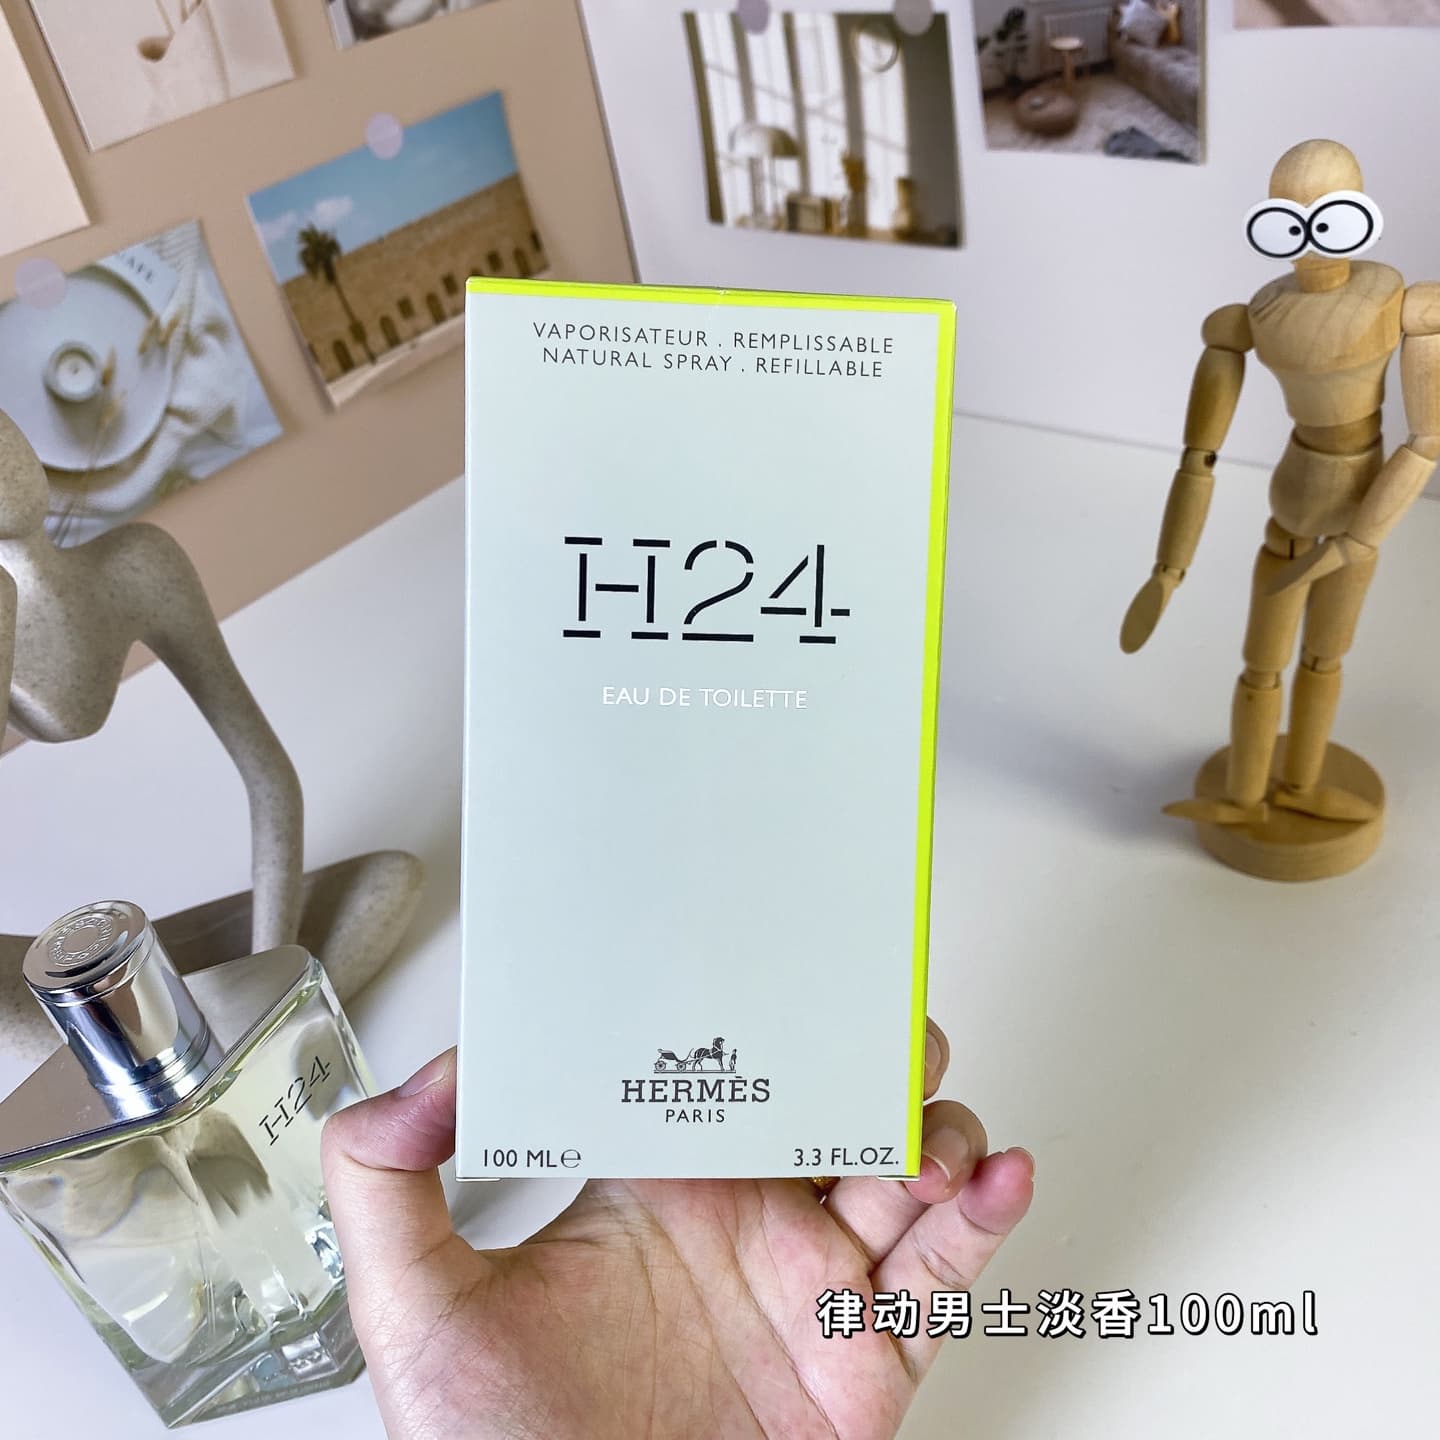 VAPORISATEUR . REMPLISSABLE
NATURAL SPRAY . REFILLABLE
H24
EAU DE TOILETTE
HERMÈS
PARIS
100 ML℮
3.3 FL.OZ.
H24
律动男士淡香100ml